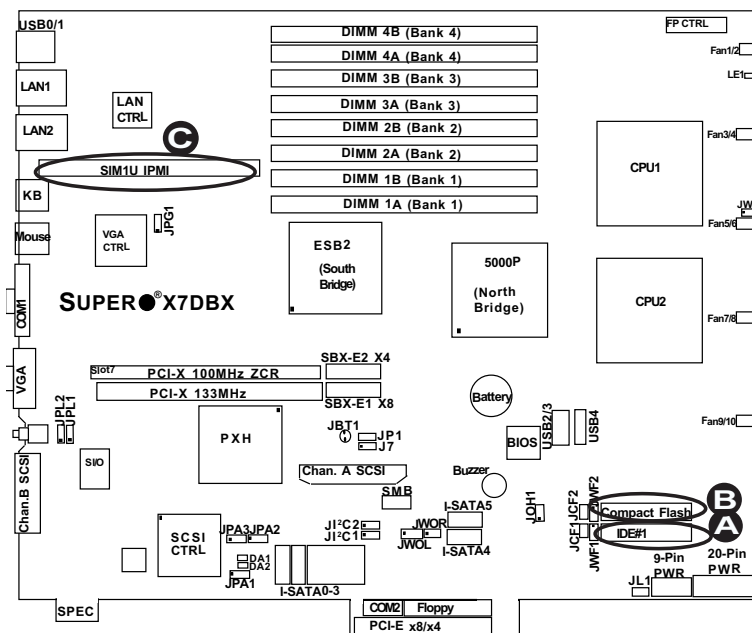 USB0/1
DIMM 4B (Bank 4)
FP CTRL
DIMM 4A (Bank 4)
Fan1/2
DIMM 3B (Bank 3)
LE1
LAN1
LAN CTRL
DIMM 3A (Bank 3)
LAN2
DIMM 2B (Bank 2)
Fan3/4
C
DIMM 2A (Bank 2)
SIM1U IPMI
CPU1
DIMM 1B (Bank 1)
KB
DIMM 1A (Bank 1)
JW
JPG1
Fan5/6
Mouse
VGA CTRL
ESB2
(South Bridge)
5000P
(North Bridge)
CPU2
COM1
SUPER●® X7DBX
Fan7/8
SBX-E2 X4
Slot7
PCI-X 100MHz ZCR
VGA
PCI-X 133MHz
SBX-E1 X8
Battery
JPL2
JPL1
JBT1
JP1
J7
PXH
BIOS
USB2/3
USB4
Fan9/10
Chan.B SCSI
SI/O
Chan. A SCSI
Buzzer
SMB
B
I-SATA5
JOH1
JCF2
JWF2
Compact Flash
A
SCSI CTRL
JPA3
JPA2
JI²C2
JI²C1
JWOR
JWOL
I-SATA4
JCF1
JWF1
IDE#1
9-Pin PWR
20-Pin PWR
DA1
DA2
JPA1
I-SATA0-3
JL1
SPEC
COM2
Floppy
PCI-E x8/x4